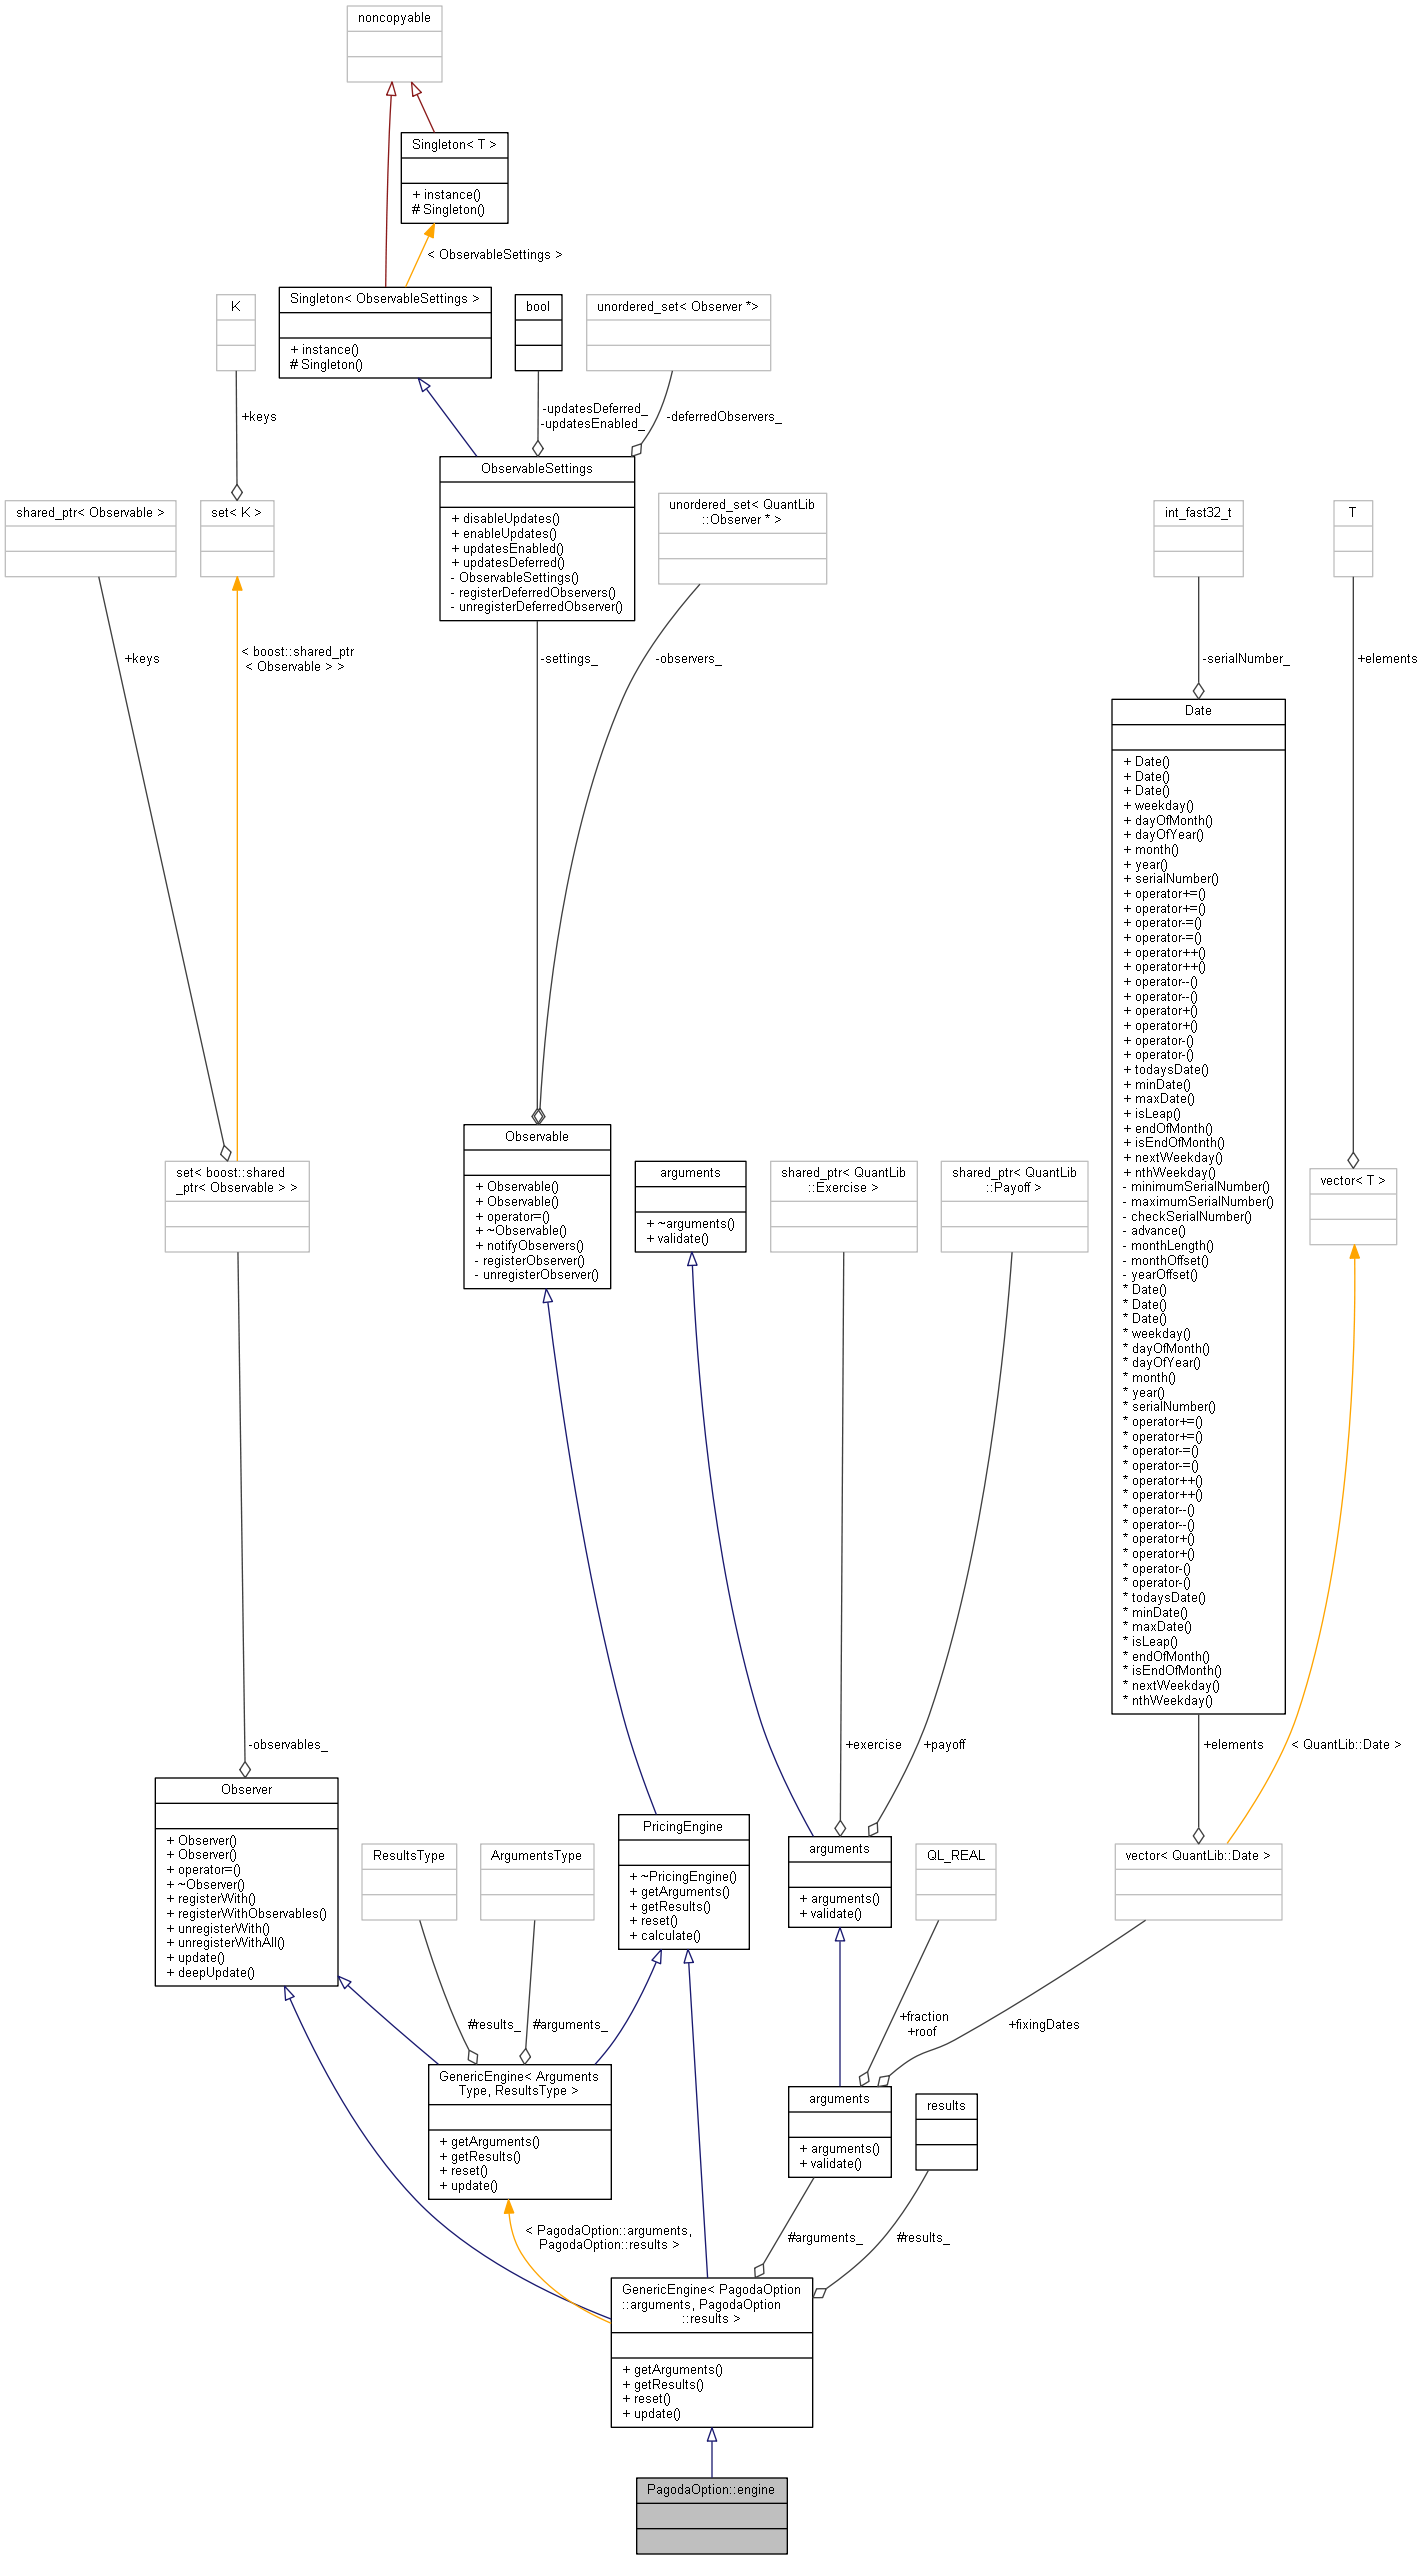 noncopyable
Singleton< T >
+ instance()
# Singleton()
< ObservableSettings >
Singleton< ObservableSettings >
+ instance()
# Singleton()
K
bool
unordered_set< Observer *>
+keys
-updatesDeferred_
-updatesEnabled_
-deferredObservers_
ObservableSettings
+ disableUpdates()
+ enableUpdates()
+ updatesEnabled()
+ updatesDeferred()
- ObservableSettings()
- registerDeferredObservers()
- unregisterDeferredObserver()
shared_ptr< Observable >
set< K >
unordered_set< QuantLib
::Observer * >
int_fast32_t
T
+keys
< boost::shared_ptr
< Observable > >
-settings_
-observers_
-serialNumber_
+elements
Date
+ Date()
+ Date()
+ Date()
+ weekday()
+ dayOfMonth()
+ dayOfYear()
+ month()
+ year()
+ serialNumber()
+ operator+=()
+ operator+=()
+ operator-=()
+ operator-=()
+ operator++()
+ operator++()
+ operator--()
+ operator--()
+ operator+()
+ operator+()
+ operator-()
+ operator-()
+ todaysDate()
+ minDate()
+ maxDate()
+ isLeap()
+ endOfMonth()
+ isEndOfMonth()
+ nextWeekday()
+ nthWeekday()
- minimumSerialNumber()
- maximumSerialNumber()
- checkSerialNumber()
- advance()
- monthLength()
- monthOffset()
- yearOffset()
* Date()
* Date()
* Date()
* weekday()
* dayOfMonth()
* dayOfYear()
* month()
* year()
* serialNumber()
* operator+=()
* operator+=()
* operator-=()
* operator-=()
* operator++()
* operator++()
* operator--()
* operator--()
* operator+()
* operator+()
* operator-()
* operator-()
* todaysDate()
* minDate()
* maxDate()
* isLeap()
* endOfMonth()
* isEndOfMonth()
* nextWeekday()
* nthWeekday()
set< boost::shared
_ptr< Observable > >
Observable
+ Observable()
+ Observable()
+ operator=()
+ ~Observable()
+ notifyObservers()
- registerObserver()
- unregisterObserver()
arguments
+ ~arguments()
+ validate()
shared_ptr< QuantLib
::Exercise >
shared_ptr< QuantLib
::Payoff >
vector< T >
-observables_
+exercise
+payoff
+elements
< QuantLib::Date >
Observer
+ Observer()
+ Observer()
+ operator=()
+ ~Observer()
+ registerWith()
+ registerWithObservables()
+ unregisterWith()
+ unregisterWithAll()
+ update()
+ deepUpdate()
ResultsType
ArgumentsType
PricingEngine
+ ~PricingEngine()
+ getArguments()
+ getResults()
+ reset()
+ calculate()
arguments
+ arguments()
+ validate()
QL_REAL
vector< QuantLib::Date >
#results_
#arguments_
+fraction
+roof
+fixingDates
GenericEngine< Arguments
Type, ResultsType >
+ getArguments()
+ getResults()
+ reset()
+ update()
arguments
+ arguments()
+ validate()
results
< PagodaOption::arguments,
PagodaOption::results >
#arguments_
#results_
GenericEngine< PagodaOption
::arguments, PagodaOption
::results >
+ getArguments()
+ getResults()
+ reset()
+ update()
PagodaOption::engine